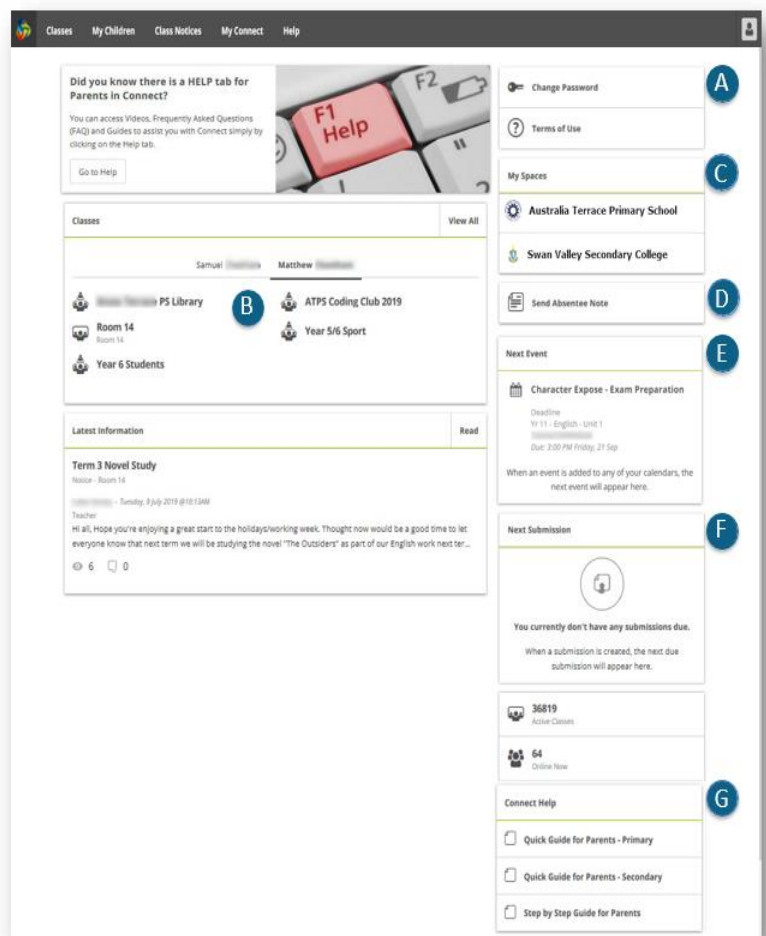 Classes My Children Class Notices My Connect Help
Did you know there is a HELP tab for
Parents in Connect?
You can access Videos, Frequently Asked Questions
(FAQ) and Guides to assist you with Connect simply by
clicking on the Help tab.
Go to Help
F1
Help
F2
"
?
Classes View All
Samuel Matthew
PS Library
ATPS Coding Club 2019
Room 14
Room 14
Year 5/6 Sport
Year 6 Students
B
Latest Information Read
Term 3 Novel Study
Notice - Room 14
- Tuesday, 9 July 2019 @10:13AM
Teacher
Hi all, Hope you're enjoying a great start to the holidays/working week. Thought now would be a good time to let
everyone know that next term we will be studying the novel "The Outsiders" as part of our English work next ter...
6 0
Change Password
A
? Terms of Use
My Spaces
C
Australia Terrace Primary School
Swan Valley Secondary College
Send Absentee Note
D
Next Event
E
Character Expose - Exam Preparation
Deadline
Yr 11 - English - Unit 1
Due: 3:00 PM Friday, 21 Sep
When an event is added to any of your calendars, the
next event will appear here.
Next Submission
F
You currently don't have any submissions due.
When a submission is created, the next due
submission will appear here.
36819
Active Classes
64
Online Now
Connect Help
G
Quick Guide for Parents - Primary
Quick Guide for Parents - Secondary
Step by Step Guide for Parents